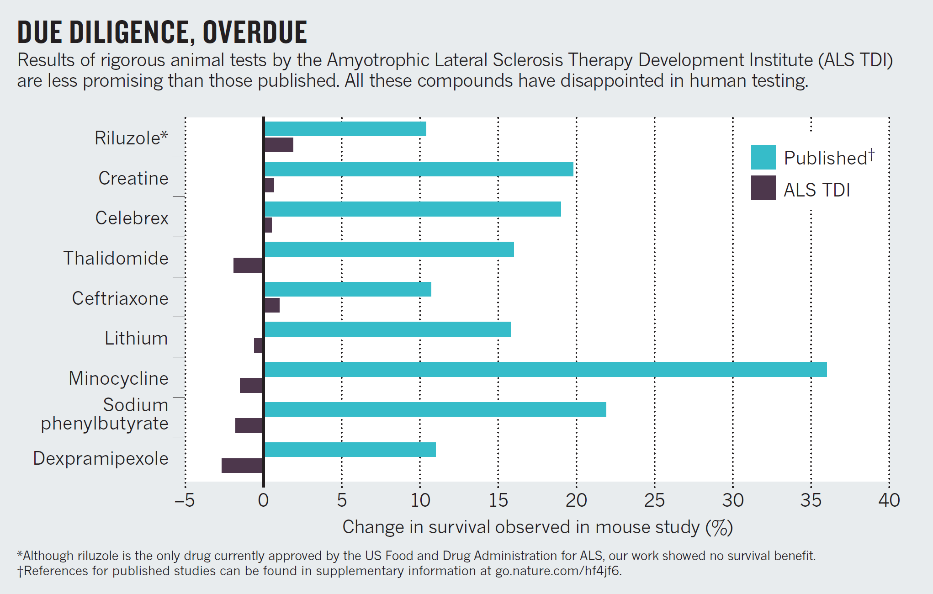 DUE DILIGENCE, OVERDUE
Results of rigorous animal tests by the Amyotrophic Lateral Sclerosis Therapy Development Institute (ALS TDI)
are less promising than those published. All these compounds have disappointed in human testing.
Riluzole*
Creatine
Celebrex
Thalidomide
Ceftriaxone
Lithium
Minocycline
Sodium
phenylbutyrate
Dexpramipexole
Published†
ALS TDI
–5 0 5 10 15 20 25 30 35 40
Change in survival observed in mouse study (%)
*Although riluzole is the only drug currently approved by the US Food and Drug Administration for ALS, our work showed no survival benefit.
†References for published studies can be found in supplementary information at go.nature.com/hf4jf6.